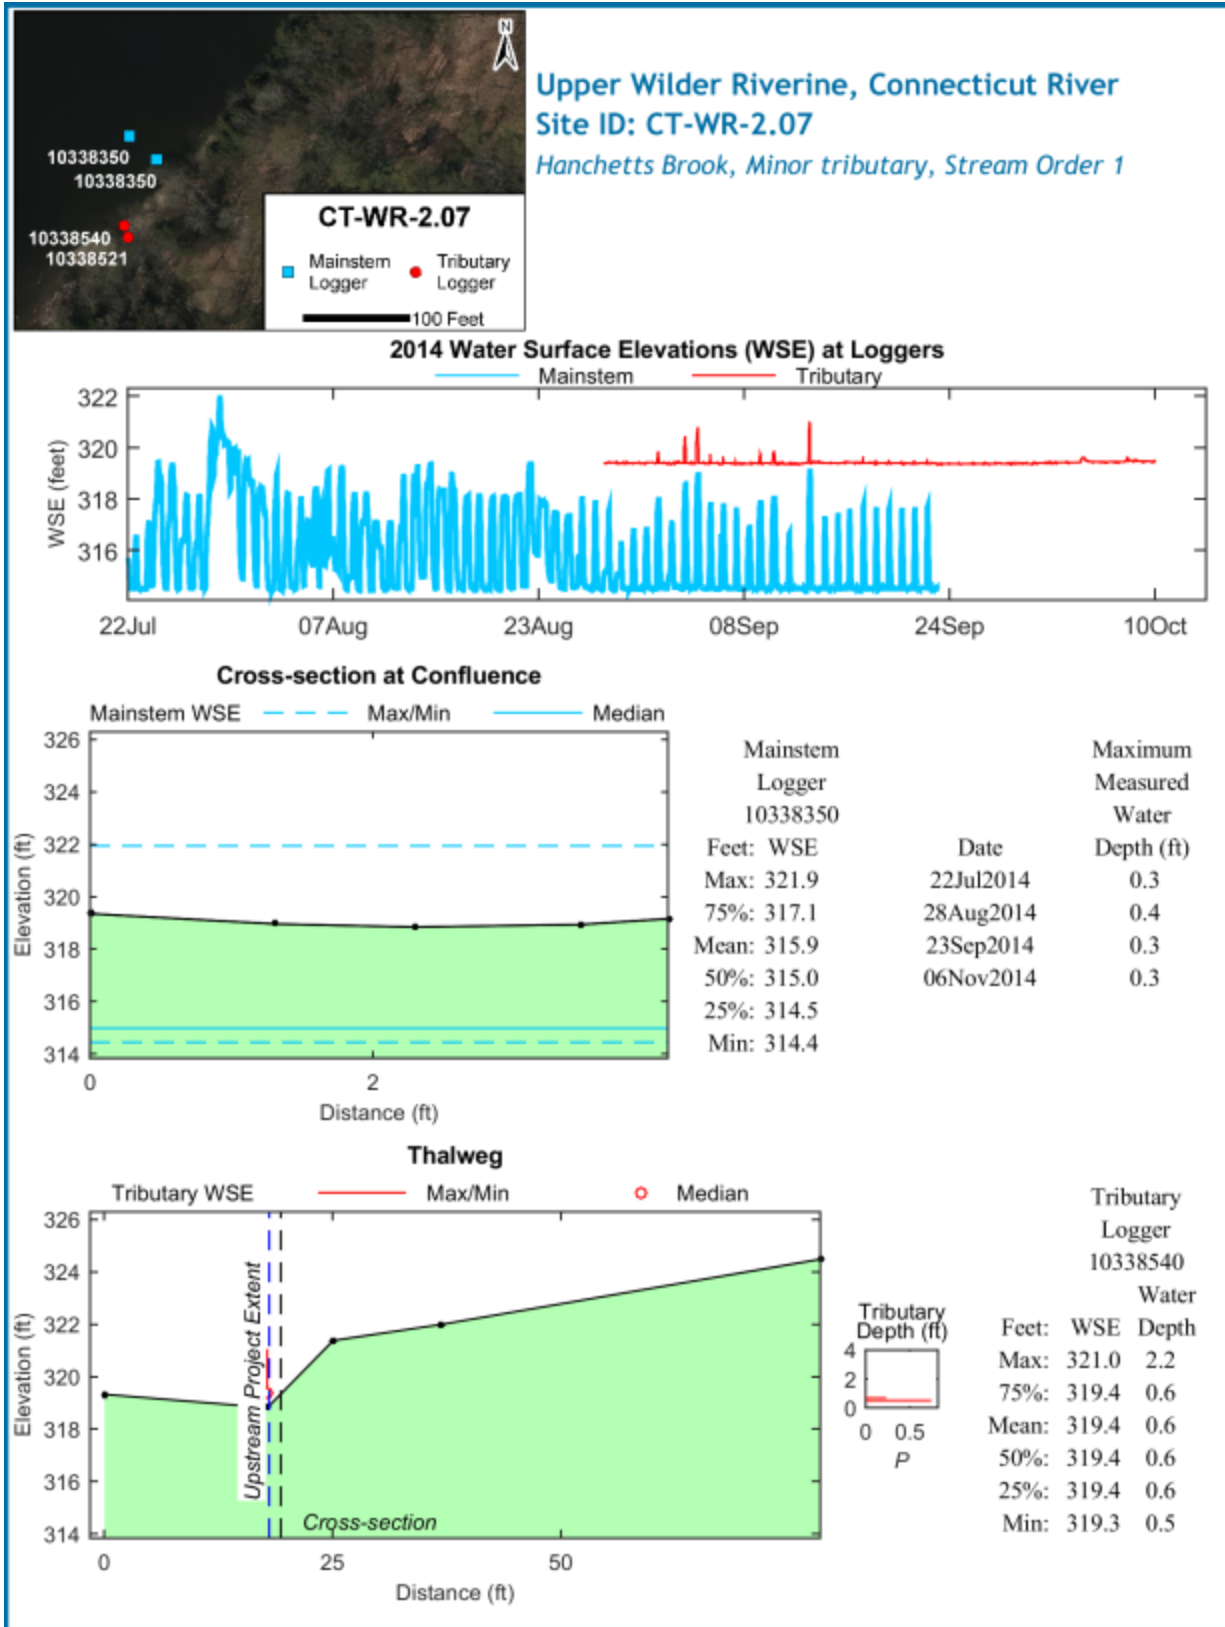 N
10338350
10338350
10338540
10338521
CT-WR-2.07
Mainstem Logger
Tributary Logger
100 Feet
Upper Wilder Riverine, Connecticut River
Site ID: CT-WR-2.07
Hanchetts Brook, Minor tributary, Stream Order 1
2014 Water Surface Elevations (WSE) at Loggers
Mainstem Tributary
WSE (feet)
322
320
318
316
22Jul 07Aug 23Aug 08Sep 24Sep 10Oct
Cross-section at Confluence
Mainstem WSE Max/Min Median
Elevation (ft)
326
324
322
320
318
316
314
0 2
Distance (ft)
Mainstem
Logger
10338350
Feet: WSE
Max: 321.9
75%: 317.1
Mean: 315.9
50%: 315.0
25%: 314.5
Min: 314.4
Maximum
Measured
Water
Date Depth (ft)
22Jul2014 0.3
28Aug2014 0.4
23Sep2014 0.3
06Nov2014 0.3
Thalweg
Tributary WSE Max/Min Median
Elevation (ft)
326
324
322
320
318
316
314
Upstream Project Extent
Cross-section
0 25 50
Distance (ft)
Tributary
Depth (ft)
4
2
0
0 0.5
P
Tributary
Logger
10338540
Water
Feet: WSE Depth
Max: 321.0 2.2
75%: 319.4 0.6
Mean: 319.4 0.6
50%: 319.4 0.6
25%: 319.4 0.6
Min: 319.3 0.5